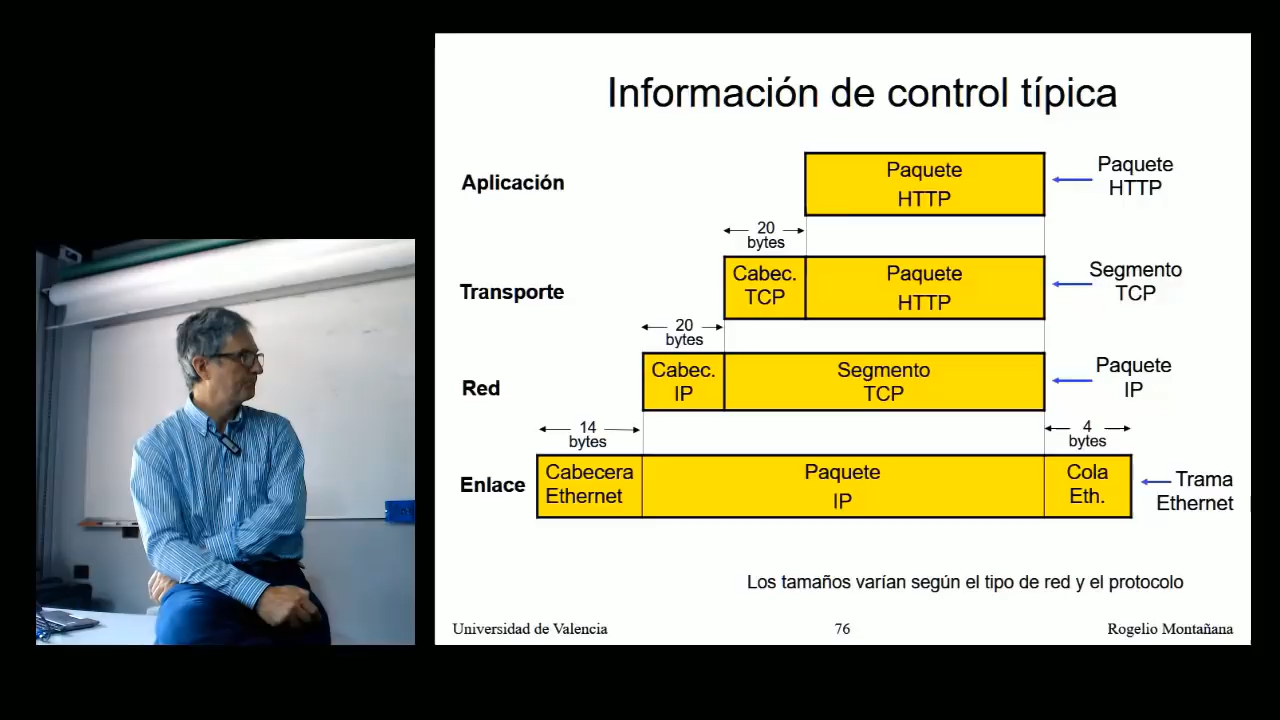 Información de control típica
Aplicación
Paquete
HTTP
Paquete
HTTP
20
bytes
Transporte
Cabec.
TCP
Paquete
HTTP
Segmento
TCP
20
bytes
Red
Cabec.
IP
Segmento
TCP
Paquete
IP
14
bytes
4
bytes
Enlace
Cabecera
Ethernet
Paquete
IP
Cola
Eth.
Trama
Ethernet
Los tamaños varían según el tipo de red y el protocolo
Universidad de Valencia
76
Rogelio Montañana